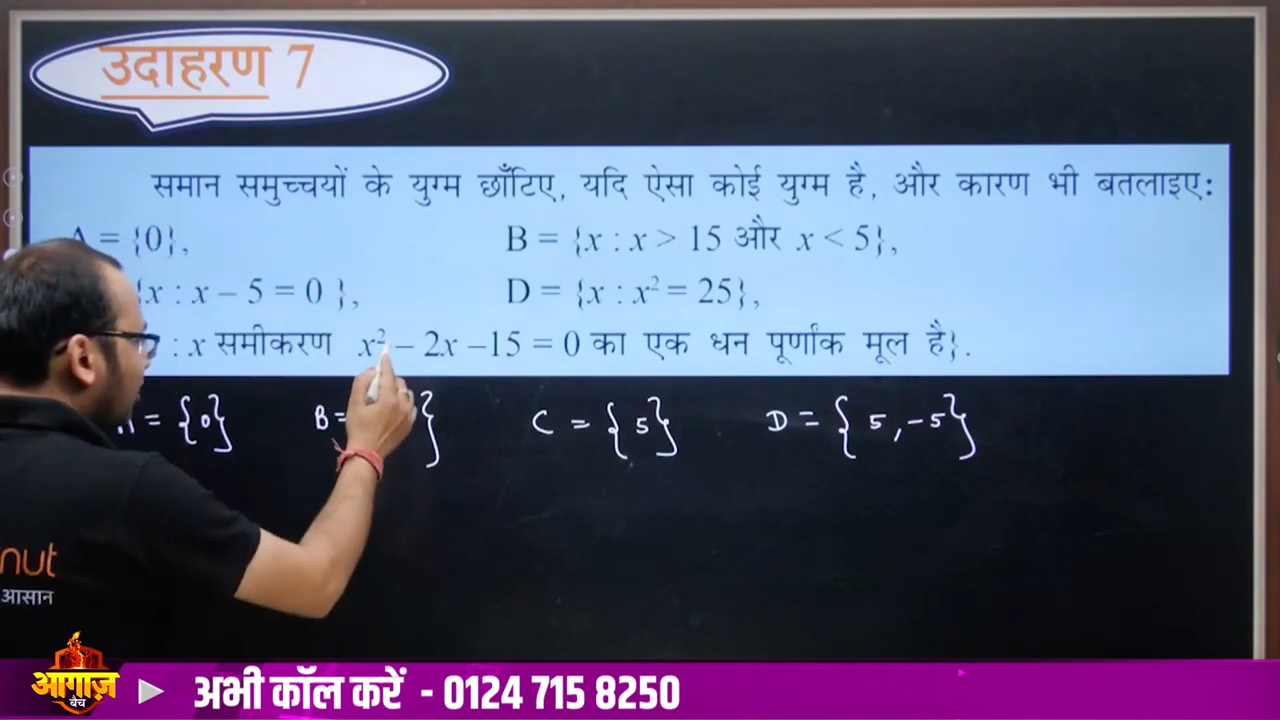 उदाहरण 7
समान समुच्चयों के युग्म छाँटिए, यदि ऐसा कोई युग्म है, और कारण भी बतलाइए:
A = {0}, B = {x : x > 15 और x < 5},
{x : x – 5 = 0 }, D = {x : x² = 25},
: x समीकरण x² – 2x –15 = 0 का एक धन पूर्णांक मूल है}.
A = {0} B = } C = {5} D = {5, -5}
nut
आसान
आगाज़
बैच
अभी कॉल करें - 0124 715 8250